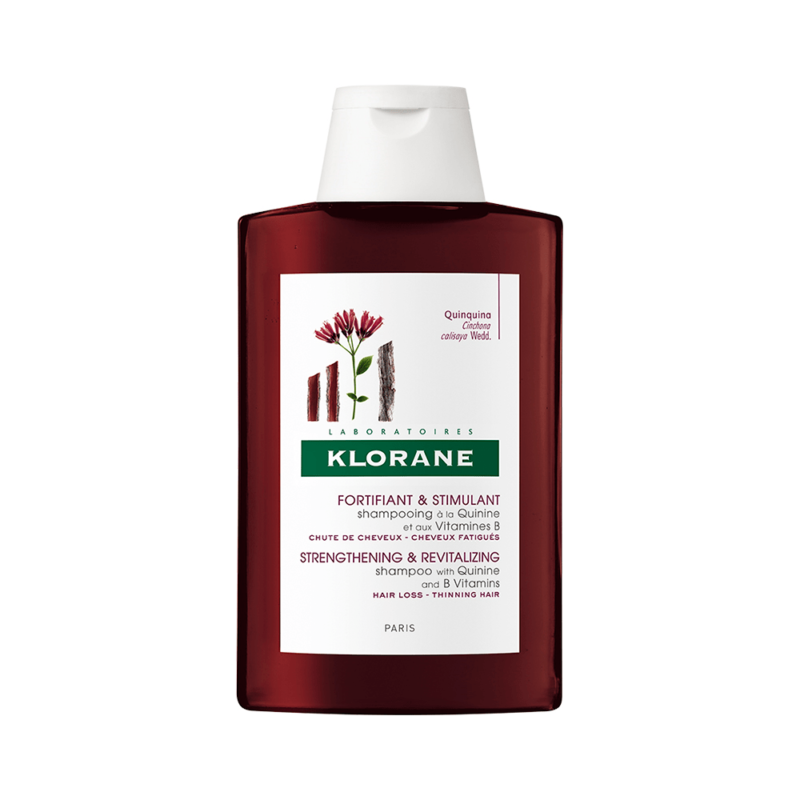 Quinquina
Cinchona
calisaya Wedd.
LABORATOIRES
KLORANE
FORTIFIANT & STIMULANT
shampooing à la Quinine
et aux Vitamines B
CHUTE DE CHEVEUX - CHEVEUX FATIGUÉS
STRENGTHENING & REVITALIZING
shampoo with Quinine
and B Vitamins
HAIR LOSS - THINNING HAIR
PARIS